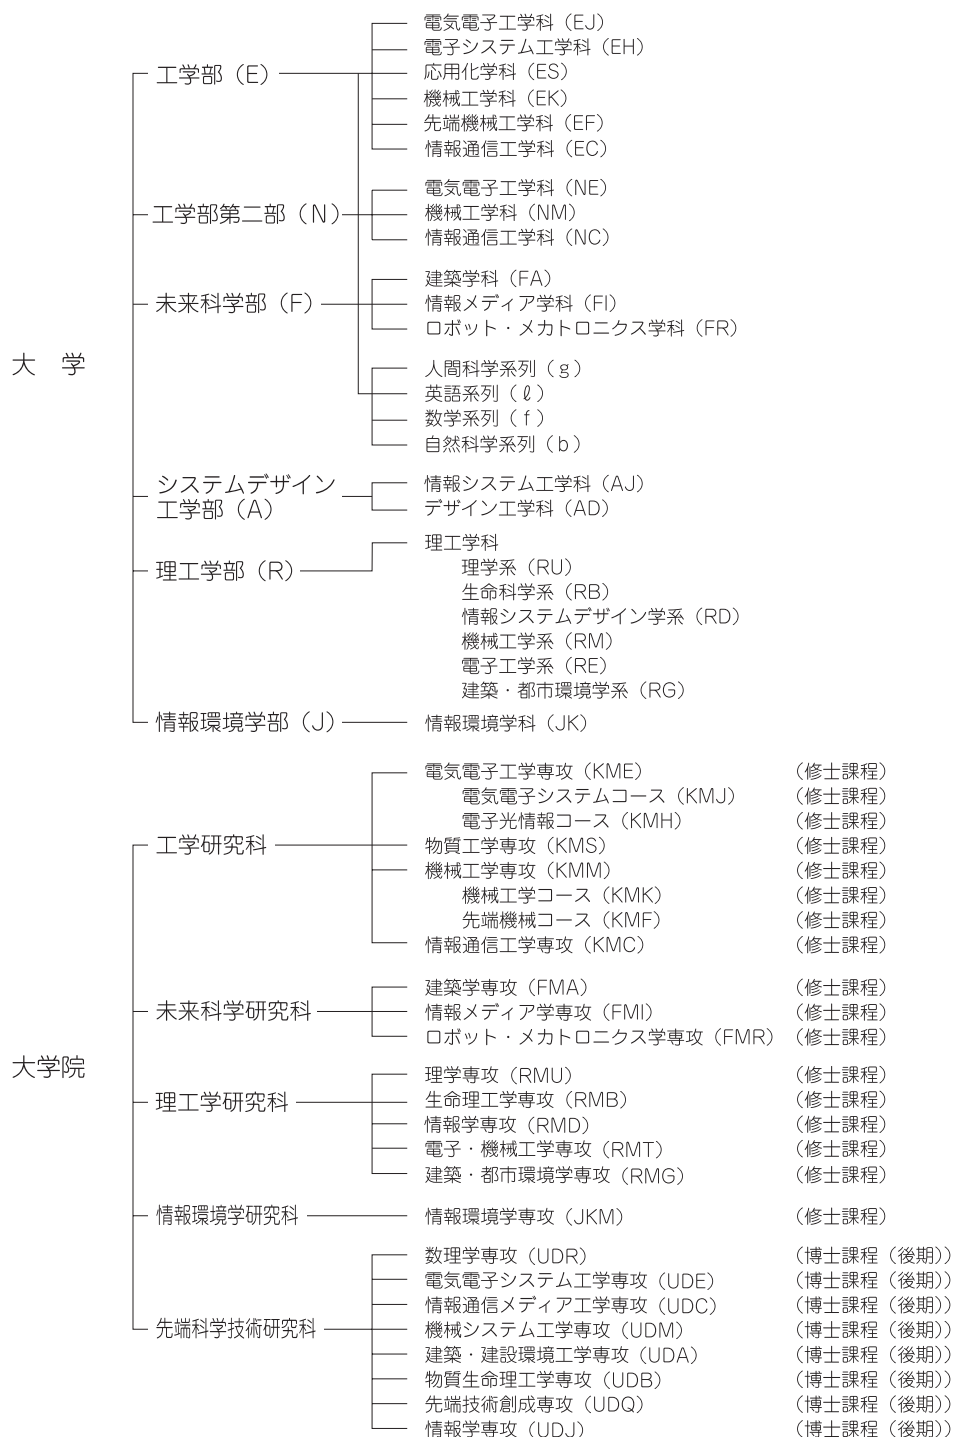 大　学
工学部（E）
電気電子工学科（EJ）
電子システム工学科（EH）
応用化学科（ES）
機械工学科（EK）
先端機械工学科（EF）
情報通信工学科（EC）
工学部第二部（N）
電気電子工学科（NE）
機械工学科（NM）
情報通信工学科（NC）
未来科学部（F）
建築学科（FA）
情報メディア学科（FI）
ロボット・メカトロニクス学科（FR）
人間科学系列（g）
英語系列（ℓ）
数学系列（f）
自然科学系列（b）
システムデザイン
工学部（A）
情報システム工学科（AJ）
デザイン工学科（AD）
理工学部（R）
理工学科
理学系（RU）
生命科学系（RB）
情報システムデザイン学系（RD）
機械工学系（RM）
電子工学系（RE）
建築・都市環境学系（RG）
情報環境学部（J）
情報環境学科（JK）
大学院
工学研究科
電気電子工学専攻（KME）　（修士課程）
電気電子システムコース（KMJ）　（修士課程）
電子光情報コース（KMH）　（修士課程）
物質工学専攻（KMS）　（修士課程）
機械工学専攻（KMM）　（修士課程）
機械工学コース（KMK）　（修士課程）
先端機械コース（KMF）　（修士課程）
情報通信工学専攻（KMC）　（修士課程）
未来科学研究科
建築学専攻（FMA）　（修士課程）
情報メディア学専攻（FMI）　（修士課程）
ロボット・メカトロニクス学専攻（FMR）　（修士課程）
理工学研究科
理学専攻（RMU）　（修士課程）
生命理工学専攻（RMB）　（修士課程）
情報学専攻（RMD）　（修士課程）
電子・機械工学専攻（RMT）　（修士課程）
建築・都市環境学専攻（RMG）　（修士課程）
情報環境学研究科
情報環境学専攻（JKM）　（修士課程）
先端科学技術研究科
数理学専攻（UDR）　（博士課程（後期））
電気電子システム工学専攻（UDE）　（博士課程（後期））
情報通信メディア工学専攻（UDC）　（博士課程（後期））
機械システム工学専攻（UDM）　（博士課程（後期））
建築・建設環境工学専攻（UDA）　（博士課程（後期））
物質生命理工学専攻（UDB）　（博士課程（後期））
先端技術創成専攻（UDQ）　（博士課程（後期））
情報学専攻（UDJ）　（博士課程（後期））